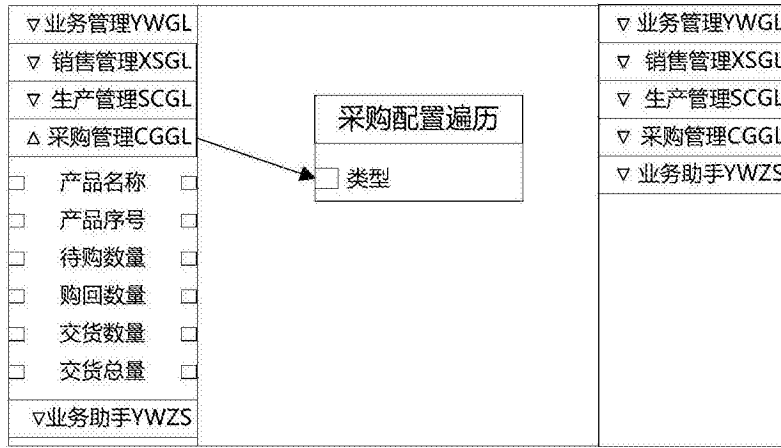 ▽业务管理YWGL
▽ 销售管理XSGL
▽ 生产管理SCGL
△ 采购管理CGGL
产品名称
产品序号
待购数量
购回数量
交货数量
交货总量
▽业务助手YWZS
采购配置遍历
类型
▽ 业务管理YWGL
▽ 销售管理XSGL
▽ 生产管理SCGL
▽ 采购管理CGGL
▽ 业务助手YWZS